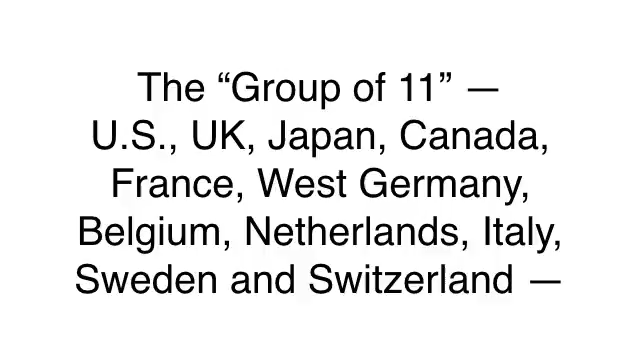 The “Group of 11” —
U.S., UK, Japan, Canada,
France, West Germany,
Belgium, Netherlands, Italy,
Sweden and Switzerland —